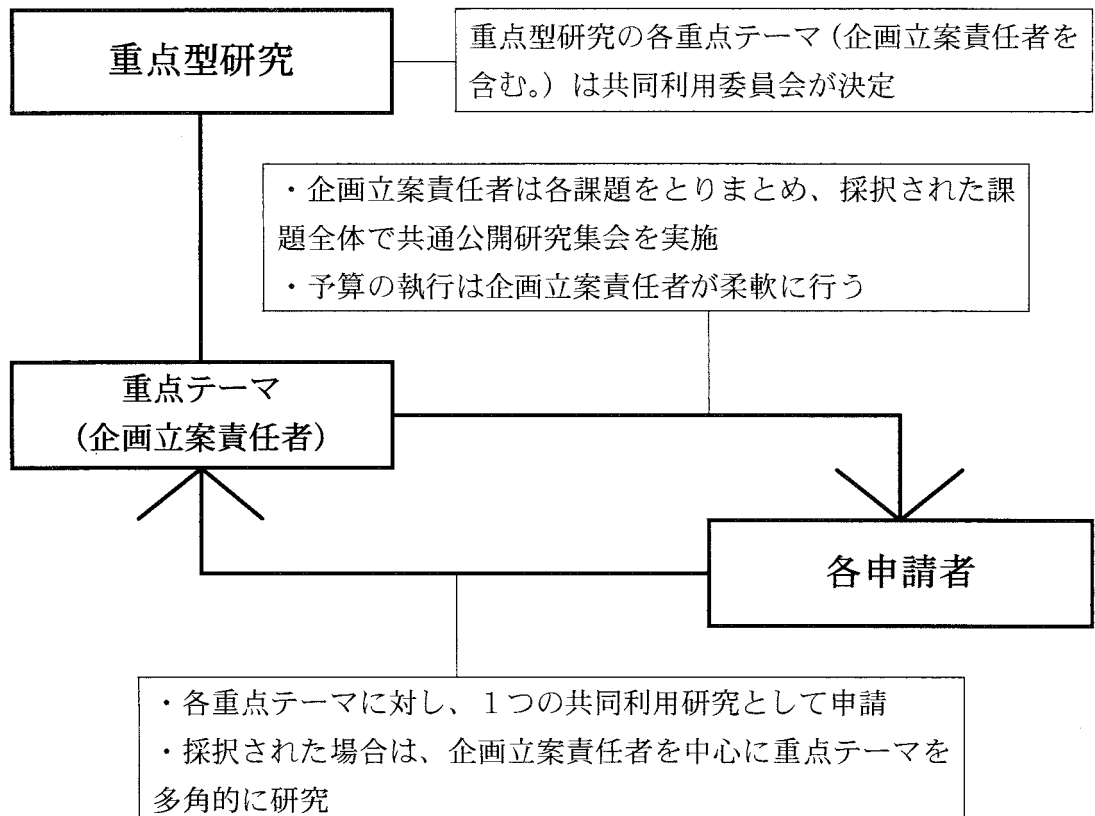 重点型研究
重点型研究の各重点テーマ（企画立案責任者を
含む。）は共同利用委員会が決定
・企画立案責任者は各課題をとりまとめ、採択された課
題全体で共通公開研究集会を実施
・予算の執行は企画立案責任者が柔軟に行う
重点テーマ
（企画立案責任者）
各申請者
・各重点テーマに対し、１つの共同利用研究として申請
・採択された場合は、企画立案責任者を中心に重点テーマを
多角的に研究